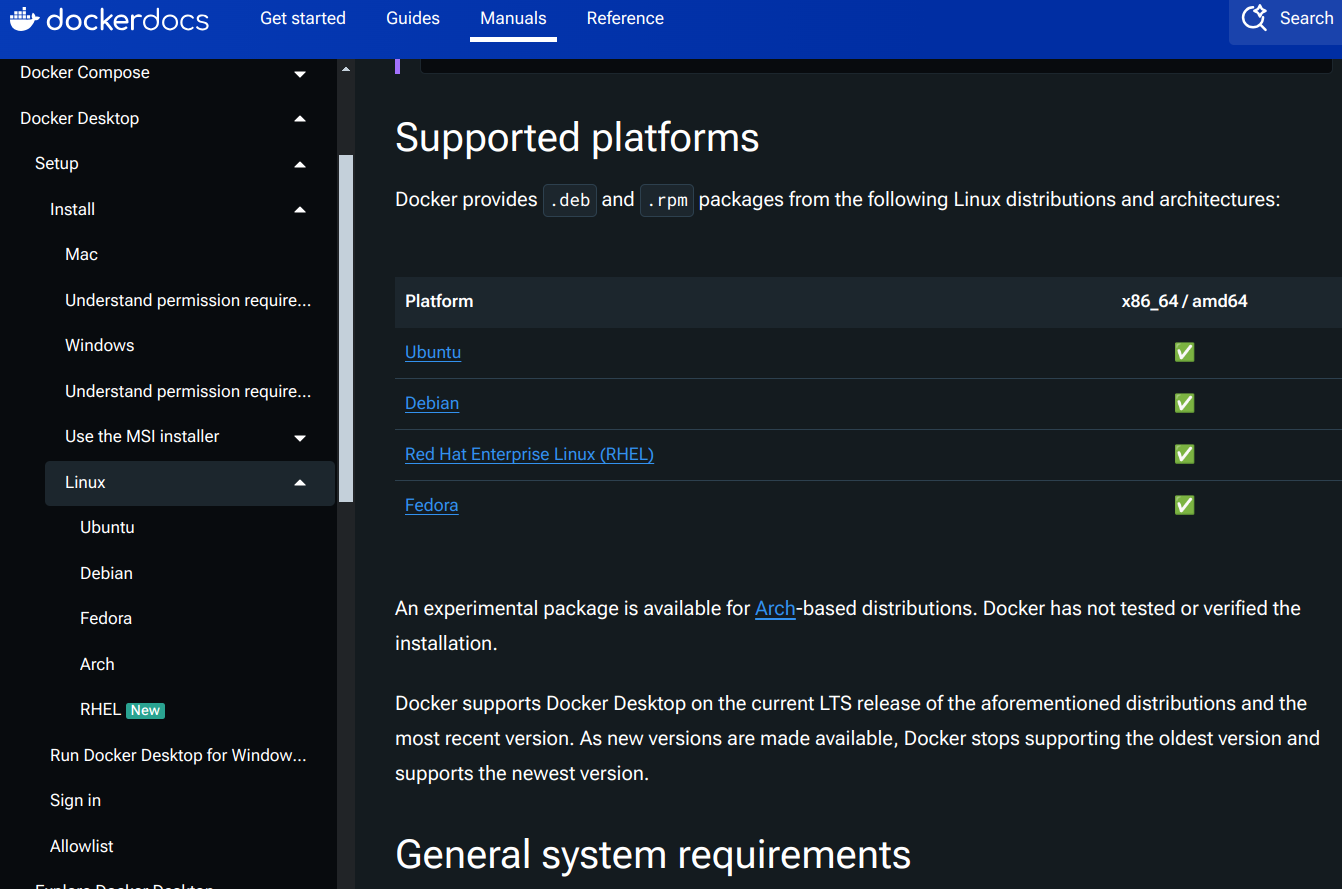 dockerdocs
Get started
Guides
Manuals
Reference
Search
Docker Compose
Docker Desktop
Setup
Install
Mac
Understand permission require...
Windows
Understand permission require...
Use the MSI installer
Linux
Ubuntu
Debian
Fedora
Arch
RHEL New
Run Docker Desktop for Window...
Sign in
Allowlist
Explore Docker Desktop
Supported platforms
Docker provides .deb and .rpm packages from the following Linux distributions and architectures:
Platform x86_64 / amd64
Ubuntu ✅
Debian ✅
Red Hat Enterprise Linux (RHEL) ✅
Fedora ✅
An experimental package is available for Arch-based distributions. Docker has not tested or verified the
installation.
Docker supports Docker Desktop on the current LTS release of the aforementioned distributions and the
most recent version. As new versions are made available, Docker stops supporting the oldest version and
supports the newest version.
General system requirements